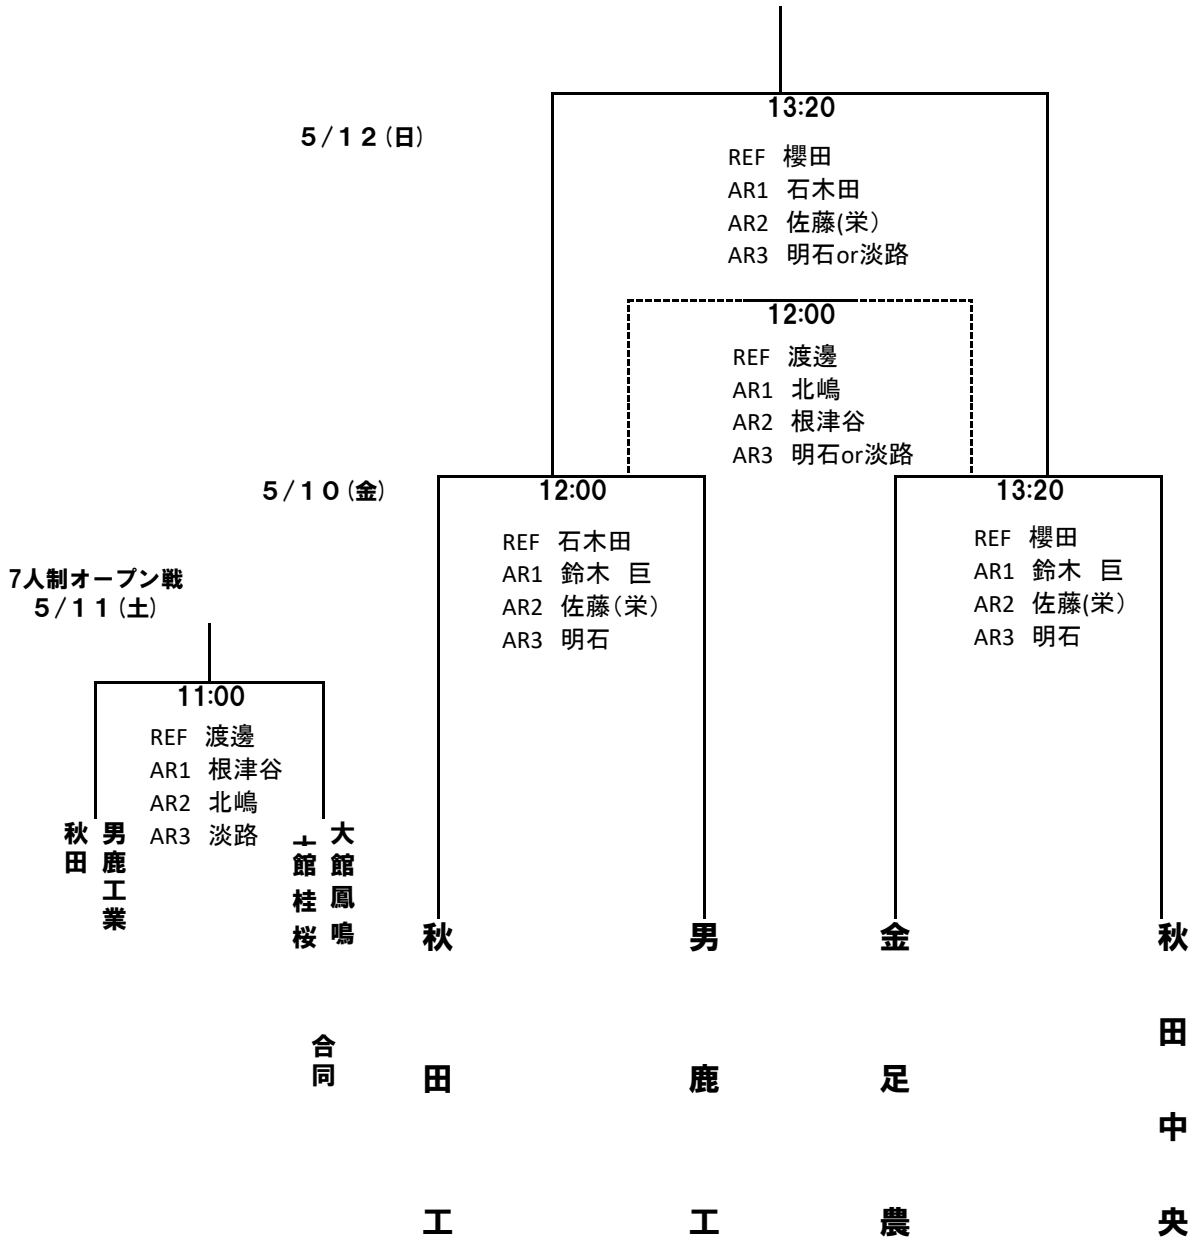 13:20
5/12(日)
REF 櫻田
AR1 石木田
AR2 佐藤(栄)
AR3 明石or淡路
12:00
REF 渡邊
AR1 北嶋
AR2 根津谷
AR3 明石or淡路
5/10(金)
12:00
REF 石木田
AR1 鈴木 巨
AR2 佐藤(栄)
AR3 明石
13:20
REF 櫻田
AR1 鈴木 巨
AR2 佐藤(栄)
AR3 明石
7人制オープン戦
5/11(土)
11:00
REF 渡邊
AR1 根津谷
AR2 北嶋
AR3 淡路
秋田
男鹿工業
大館鳳鳴
館桂桜
合同
秋田工
男鹿工
金足農
秋田中央